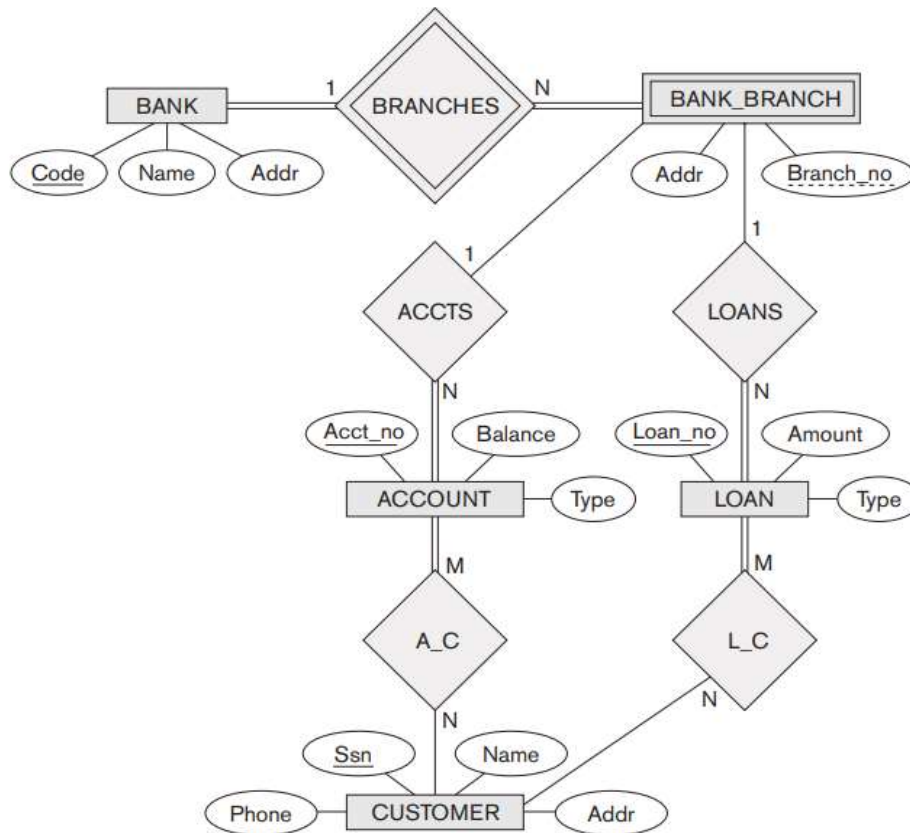 1 N
BANK BRANCHES BANK_BRANCH
Code Name Addr Addr Branch_no
1 1
ACCTS LOANS
N N
Acct_no Balance Loan_no Amount
ACCOUNT Type LOAN Type
M M
A_C L_C
N N
Ssn Name
Phone CUSTOMER Addr